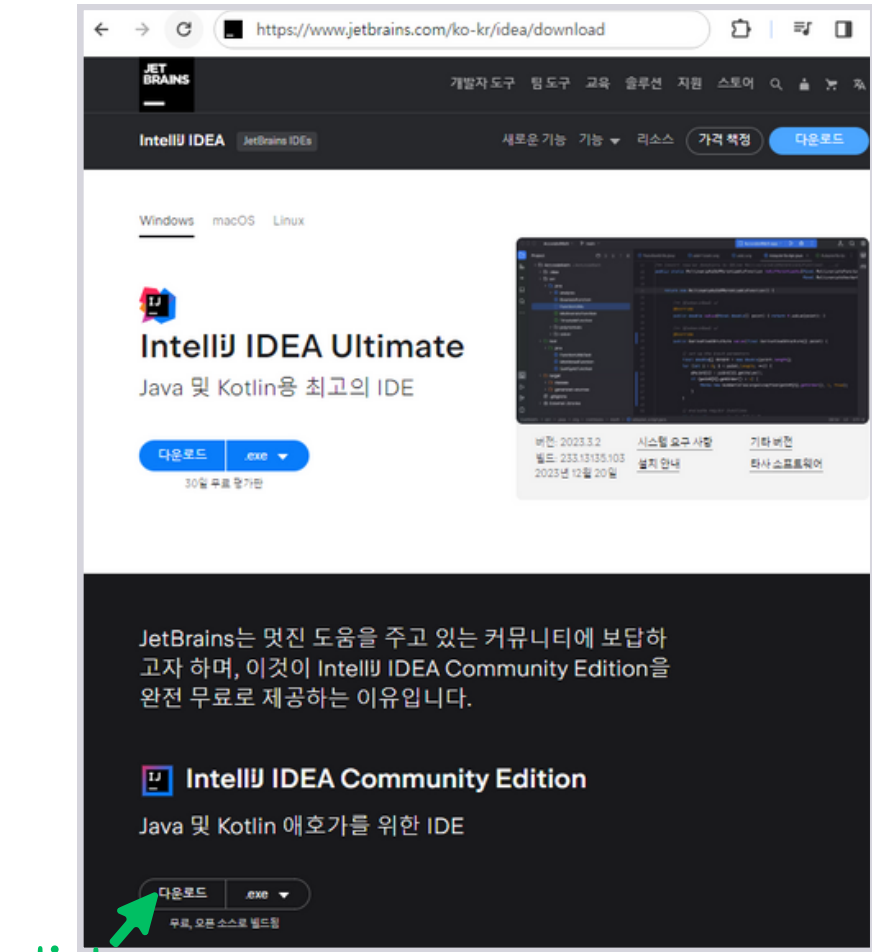 https://www.jetbrains.com/ko-kr/idea/download
JET
BRAINS
개발자 도구 팀 도구 교육 솔루션 지원 스토어
IntelliJ IDEA JetBrains IDEs 새로운 기능 기능 리소스 가격 책정 다운로드
Windows macOS Linux
IJ
IntelliJ IDEA Ultimate
Java 및 Kotlin용 최고의 IDE
다운로드 .exe
30일 무료 평가판
버전: 2023.3.2 시스템 요구 사항 기타 버전
빌드: 233.13135.103 설치 안내 타사 소프트웨어
2023년 12월 20일
JetBrains는 멋진 도움을 주고 있는 커뮤니티에 보답하
고자 하며, 이것이 IntelliJ IDEA Community Edition을
완전 무료로 제공하는 이유입니다.
IJ IntelliJ IDEA Community Edition
Java 및 Kotlin 애호가를 위한 IDE
다운로드 .exe
무료, 오픈 소스로 빌드됨